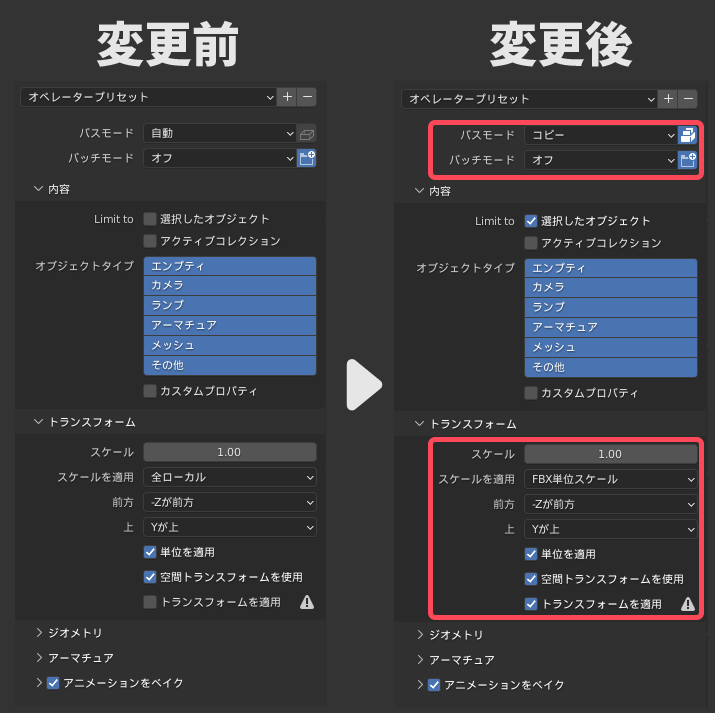 変更前
オペレータープリセット
パスモード 自動
バッチモード オフ
内容
Limit to 選択したオブジェクト
アクティブコレクション
オブジェクトタイプ エンプティ
カメラ
ランプ
アーマチュア
メッシュ
その他
カスタムプロパティ
トランスフォーム
スケール 1.00
スケールを適用 全ローカル
前方 -Zが前方
上 Yが上
単位を適用
空間トランスフォームを使用
トランスフォームを適用
ジオメトリ
アーマチュア
アニメーションをベイク
変更後
オペレータープリセット
パスモード コピー
バッチモード オフ
内容
Limit to 選択したオブジェクト
アクティブコレクション
オブジェクトタイプ エンプティ
カメラ
ランプ
アーマチュア
メッシュ
その他
カスタムプロパティ
トランスフォーム
スケール 1.00
スケールを適用 FBX単位スケール
前方 -Zが前方
上 Yが上
単位を適用
空間トランスフォームを使用
トランスフォームを適用
ジオメトリ
アーマチュア
アニメーションをベイク